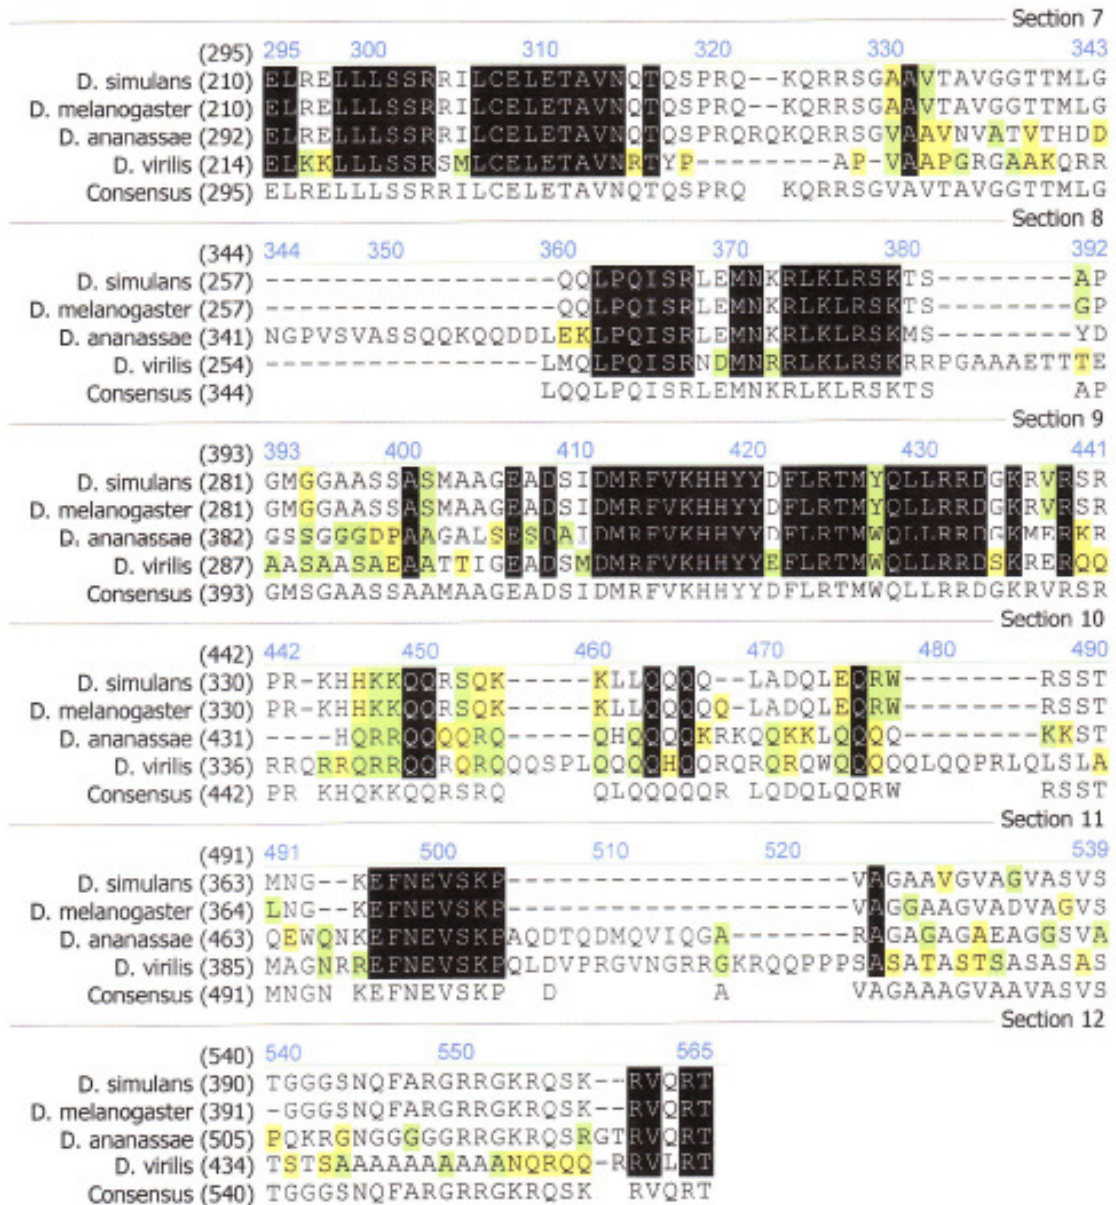 Section 7
(295) 295 300 310 320 330 343
D. simulans (210) ELRELLLSSRRILCELETAVNQTQSPRQ--KQRRSGAAVTAVGGTTMLG
D. melanogaster (210) ELRELLLSSRRILCELETAVNQTQSPRQ--KQRRSGAAVTAVGGTTMLG
D. ananassae (292) ELRELLLSSRRILCELETAVNQTQSPRQRQKQRRSGVAAVNVATVTHDD
D. virilis (214) ELKKLLLSSRSMLCELETAVNRTYP--------AP-VAAPGRGAAKQRR
Consensus (295) ELRELLLSSRRILCELETAVNQTQSPRQ KQRRSGVAVTAVGGTTMLG
Section 8
(344) 344 350 360 370 380 392
D. simulans (257) -----------------QQLPQISRLEMNKRLKLRSKTS--------AP
D. melanogaster (257) -----------------QQLPQISRLEMNKRLKLRSKTS--------GP
D. ananassae (341) NGPVSVASSQQKQQDDLEKLPQISRLEMNKRLKLRSKMS--------YD
D. virilis (254) ----------------LMQLPQISRNDMNRRLKLRSKRRPGAAAETTTE
Consensus (344) LQQLPQISRLEMNKRLKLRSKTS AP
Section 9
(393) 393 400 410 420 430 441
D. simulans (281) GMGGAASSASMAAGEADSIDMRFVKHHYYDFLRTMYQLLRRDGKRVRSR
D. melanogaster (281) GMGGAASSASMAAGEADSIDMRFVKHHYYDFLRTMYQLLRRDGKRVRSR
D. ananassae (382) GSSGGGDPAAGALSESDAIDMRFVKHHYYDFLRTMWQLLRRDGKMERKR
D. virilis (287) AASAASAEAATTIGEADSMDMRFVKHHYYEFLRTMWQLLRRDSKRERQQ
Consensus (393) GMSGAASSAAMAAGEADSIDMRFVKHHYYDFLRTMWQLLRRDGKRVRSR
Section 10
(442) 442 450 460 470 480 490
D. simulans (330) PR-KHHKKQQRSQK-----KLLQQQQ--LADQLEQRW--------RSST
D. melanogaster (330) PR-KHHKKQQRSQK-----KLLQQQQQ-LADQLEQRW--------RSST
D. ananassae (431) ----HQRRQQQQRQ-----QHQQQQKRKQQKKLQQQQ--------KKST
D. virilis (336) RRQRRQRRQQRQRQQQSPLQQQQHQQRQRQRQWQQQQQLQQPRLQLSLA
Consensus (442) PR KHQKKQQRSRQ QLQQQQQR LQDQLQQRW RSST
Section 11
(491) 491 500 510 520 539
D. simulans (363) MNG--KEFNEVSKP--------------------VAGAAVGVAGVASVS
D. melanogaster (364) LNG--KEFNEVSKP--------------------VAGGAAGVADVAGVS
D. ananassae (463) QEWQNKEFNEVSKPAQDTQDMQVIQGA-------RAGAGAGAEAGGSVA
D. virilis (385) MAGNRREFNEVSKPQLDVPRGVNGRRGKRQQPPPSASATASTSASASAS
Consensus (491) MNGN KEFNEVSKP D A VAGAAAGVAAVASVS
Section 12
(540) 540 550 565
D. simulans (390) TGGGSNQFARGRRGKRQSK--RVQRT
D. melanogaster (391) -GGGSNQFARGRRGKRQSK--RVQRT
D. ananassae (505) PQKRGNGGGGGRRGKRQSRGTRVQRT
D. virilis (434) TSTSAAAAAAAAAANQRQQ-RRVLRT
Consensus (540) TGGGSNQFARGRRGKRQSK RVQRT